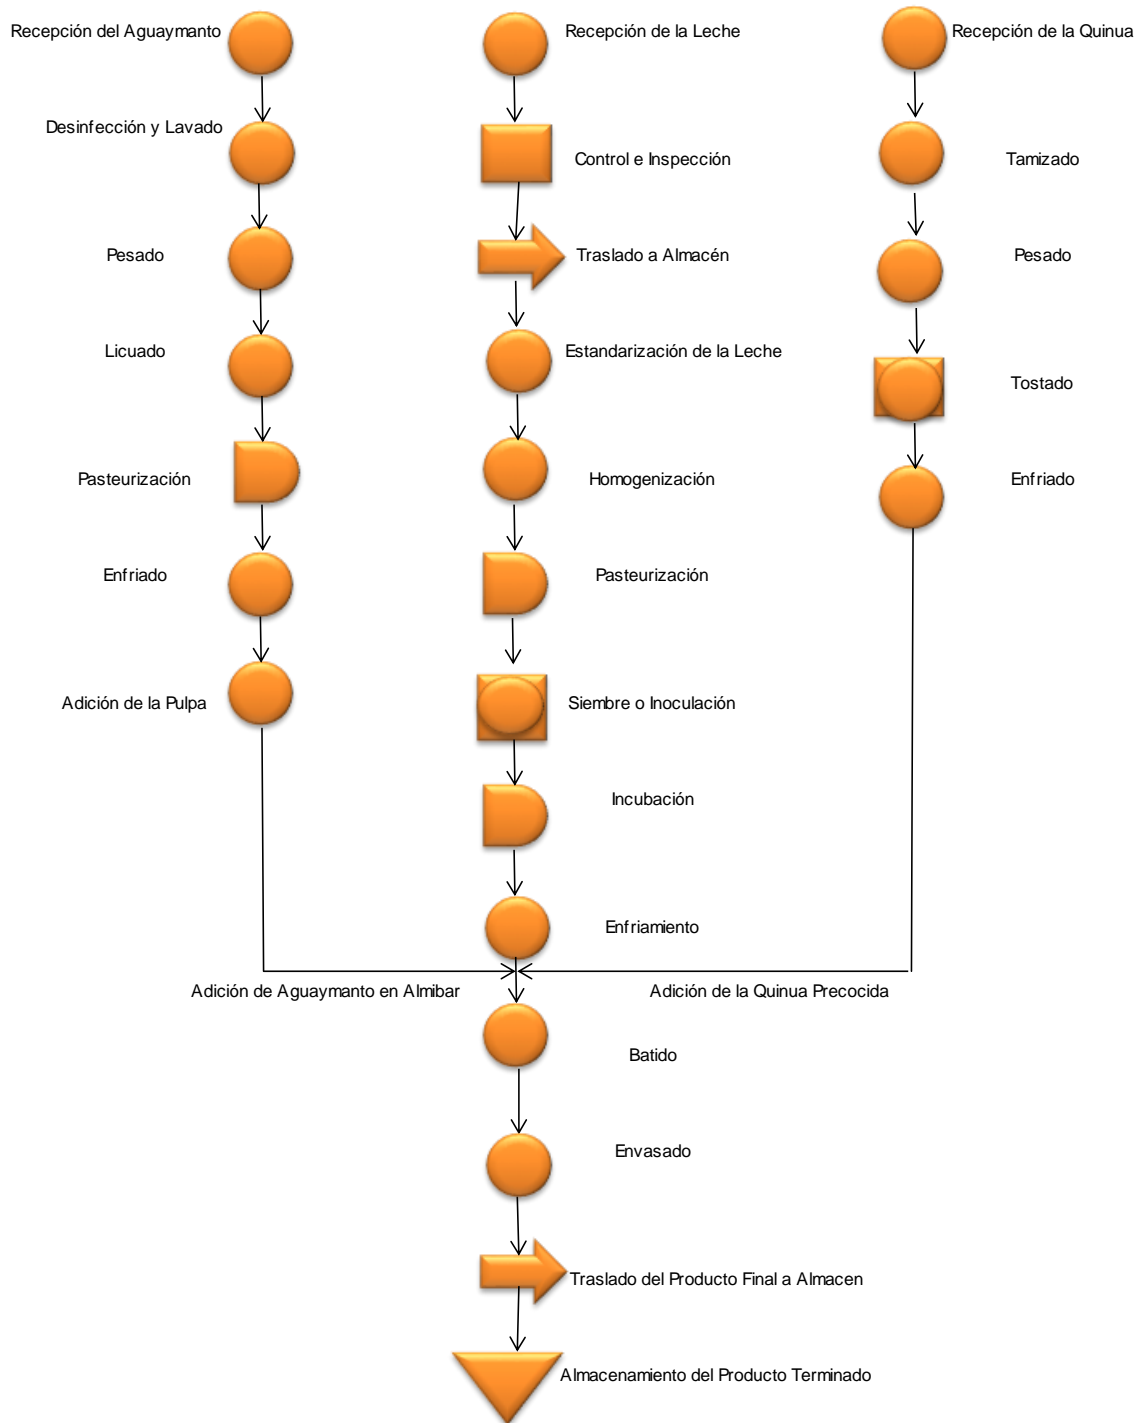 Recepción del Aguaymanto
Recepción de la Leche
Recepción de la Quinua
Desinfección y Lavado
Control e Inspección
Tamizado
Pesado
Traslado a Almacén
Pesado
Licuado
Estandarización de la Leche
Tostado
Pasteurización
Homogenización
Enfriado
Enfriado
Pasteurización
Adición de la Pulpa
Siembre o Inoculación
Incubación
Enfriamiento
Adición de Aguaymanto en Almibar
Adición de la Quinua Precocida
Batido
Envasado
Traslado del Producto Final a Almacen
Almacenamiento del Producto Terminado